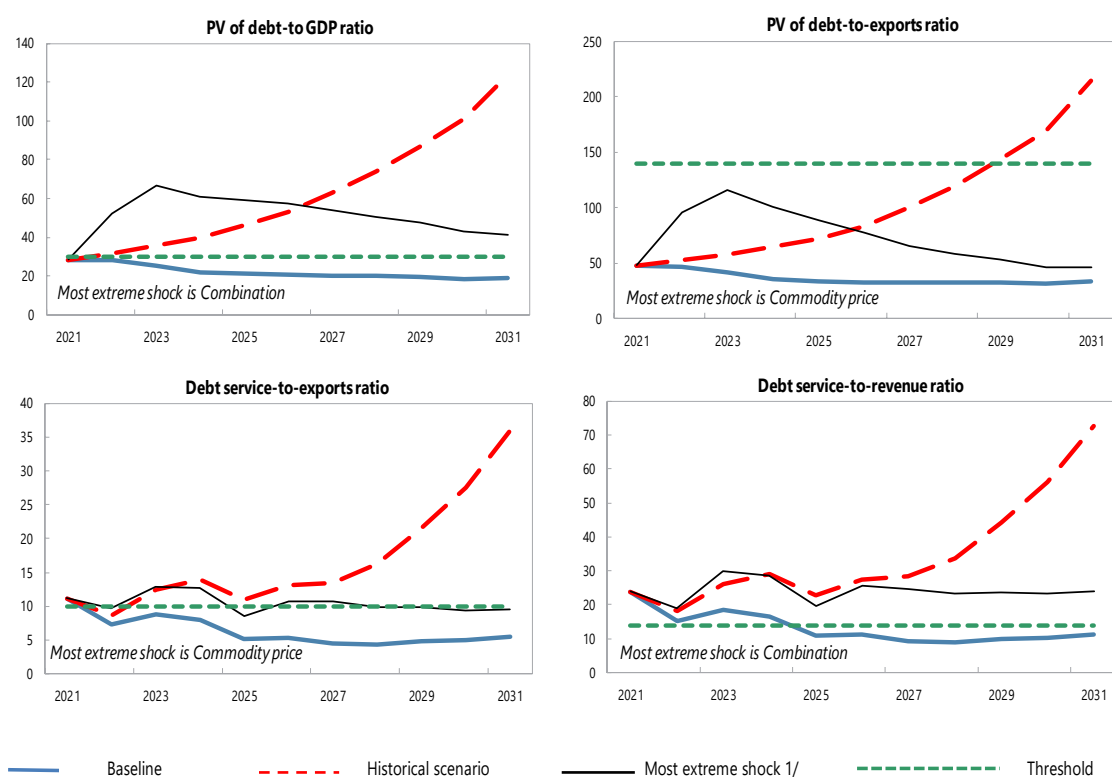 PV of debt-to GDP ratio
140
120
100
80
60
40
20
0
Most extreme shock is Combination
2021 2023 2025 2027 2029 2031
PV of debt-to-exports ratio
250
200
150
100
50
0
Most extreme shock is Commodity price
2021 2023 2025 2027 2029 2031
Debt service-to-exports ratio
40
35
30
25
20
15
10
5
0
Most extreme shock is Commodity price
2021 2023 2025 2027 2029 2031
Debt service-to-revenue ratio
80
70
60
50
40
30
20
10
0
Most extreme shock is Combination
2021 2023 2025 2027 2029 2031
Baseline Historical scenario Most extreme shock 1/ Threshold